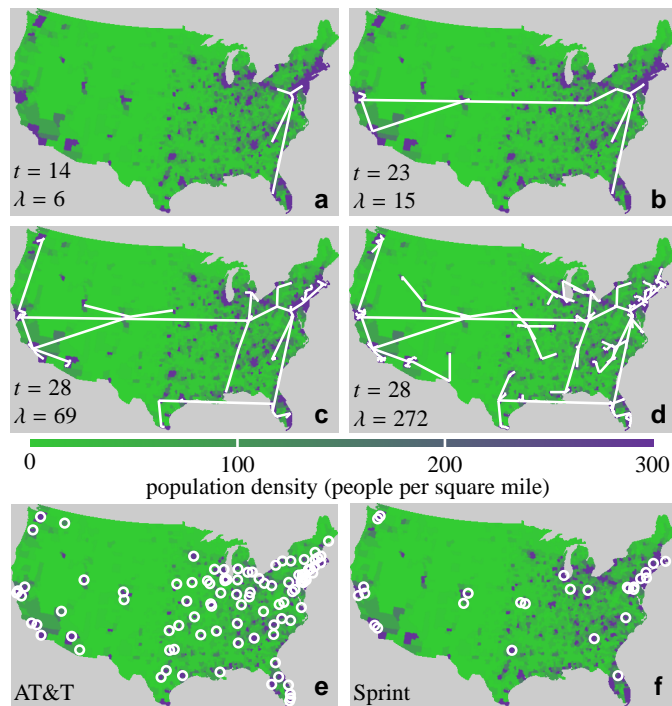 t = 14
λ = 6
a
t = 23
λ = 15
b
t = 28
λ = 69
c
t = 28
λ = 272
d
0 100 200 300
population density (people per square mile)
AT&T
e
Sprint
f